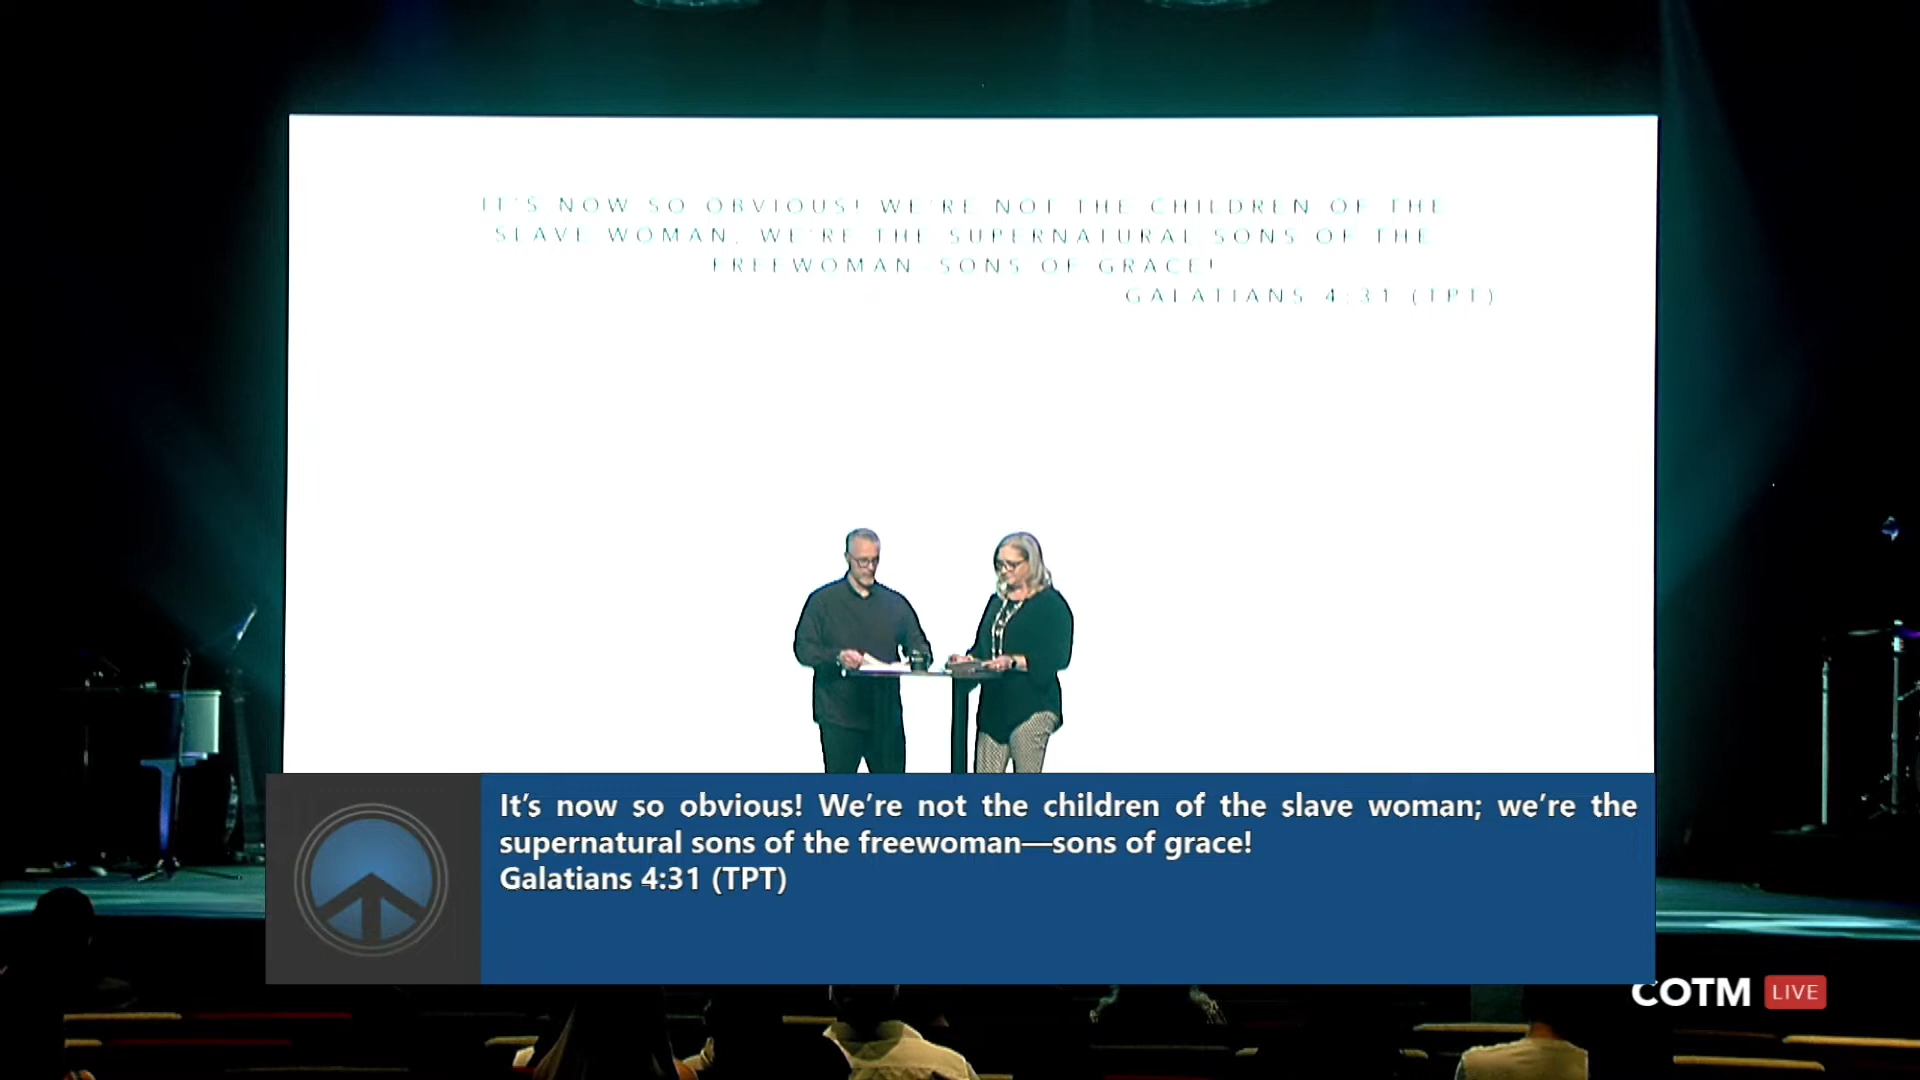 IT'S NOW SO OBVIOUS! WE'RE NOT THE CHILDREN OF THE
SLAVE WOMAN, WE'RE THE SUPERNATURAL SONS OF THE
FREEWOMAN—SONS OF GRACE!
GALATIANS 4:31 (TPT)
It's now so obvious! We're not the children of the slave woman; we're the
supernatural sons of the freewoman—sons of grace!
Galatians 4:31 (TPT)
COTM LIVE